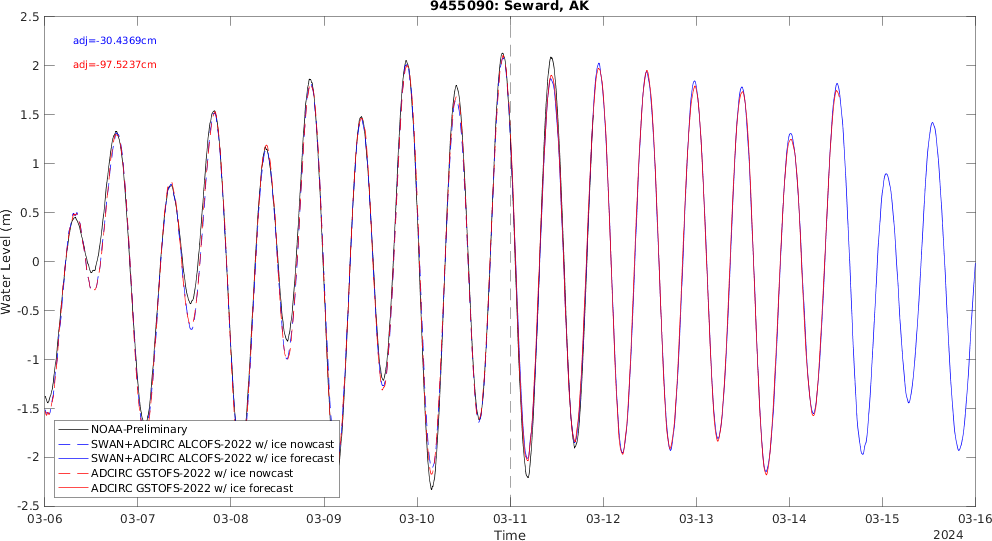 9455090: Seward, AK
adj=-30.4369cm
adj=-97.5237cm
2.5
2
1.5
1
0.5
0
-0.5
-1
-1.5
-2
-2.5
Water Level (m)
NOAA-Preliminary
SWAN+ADCIRC ALCOFS-2022 w/ ice nowcast
SWAN+ADCIRC ALCOFS-2022 w/ ice forecast
ADCIRC GSTOFS-2022 w/ ice nowcast
ADCIRC GSTOFS-2022 w/ ice forecast
03-06 03-07 03-08 03-09 03-10 03-11 03-12 03-13 03-14 03-15 03-16
Time
2024